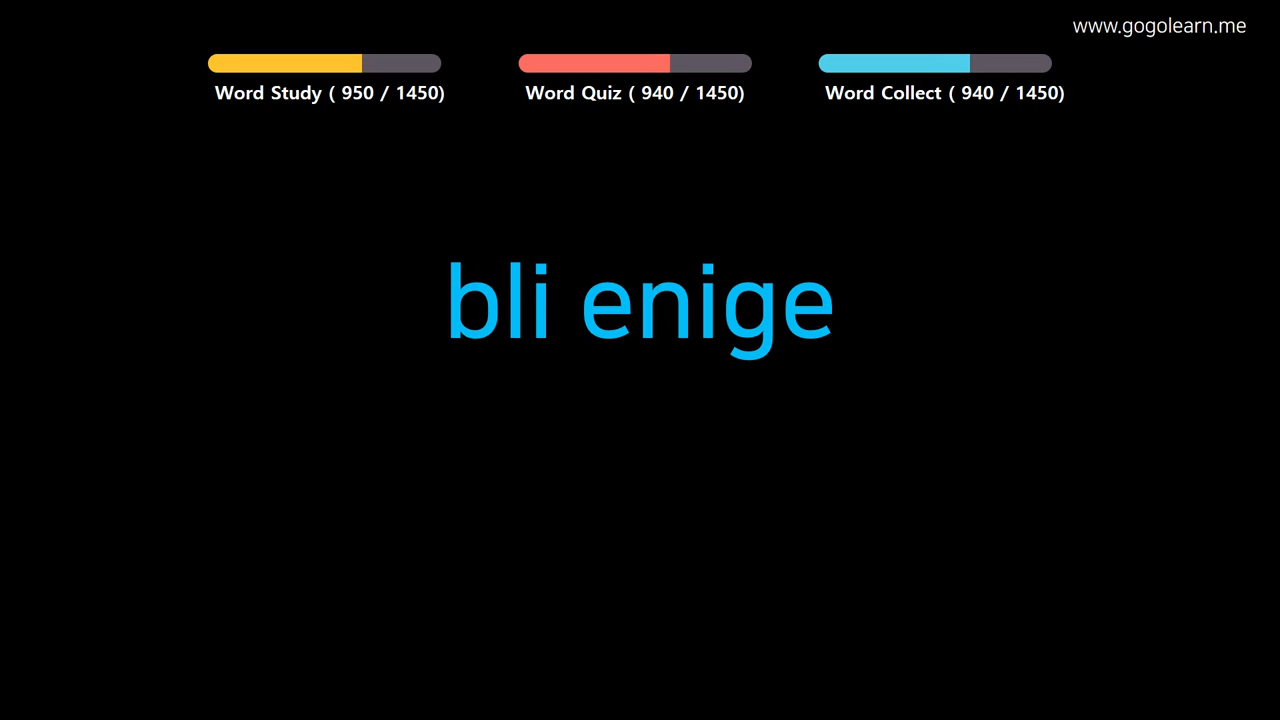 www.gogolearn.me
Word Study ( 950 / 1450)
Word Quiz ( 940 / 1450)
Word Collect ( 940 / 1450)
bli enige